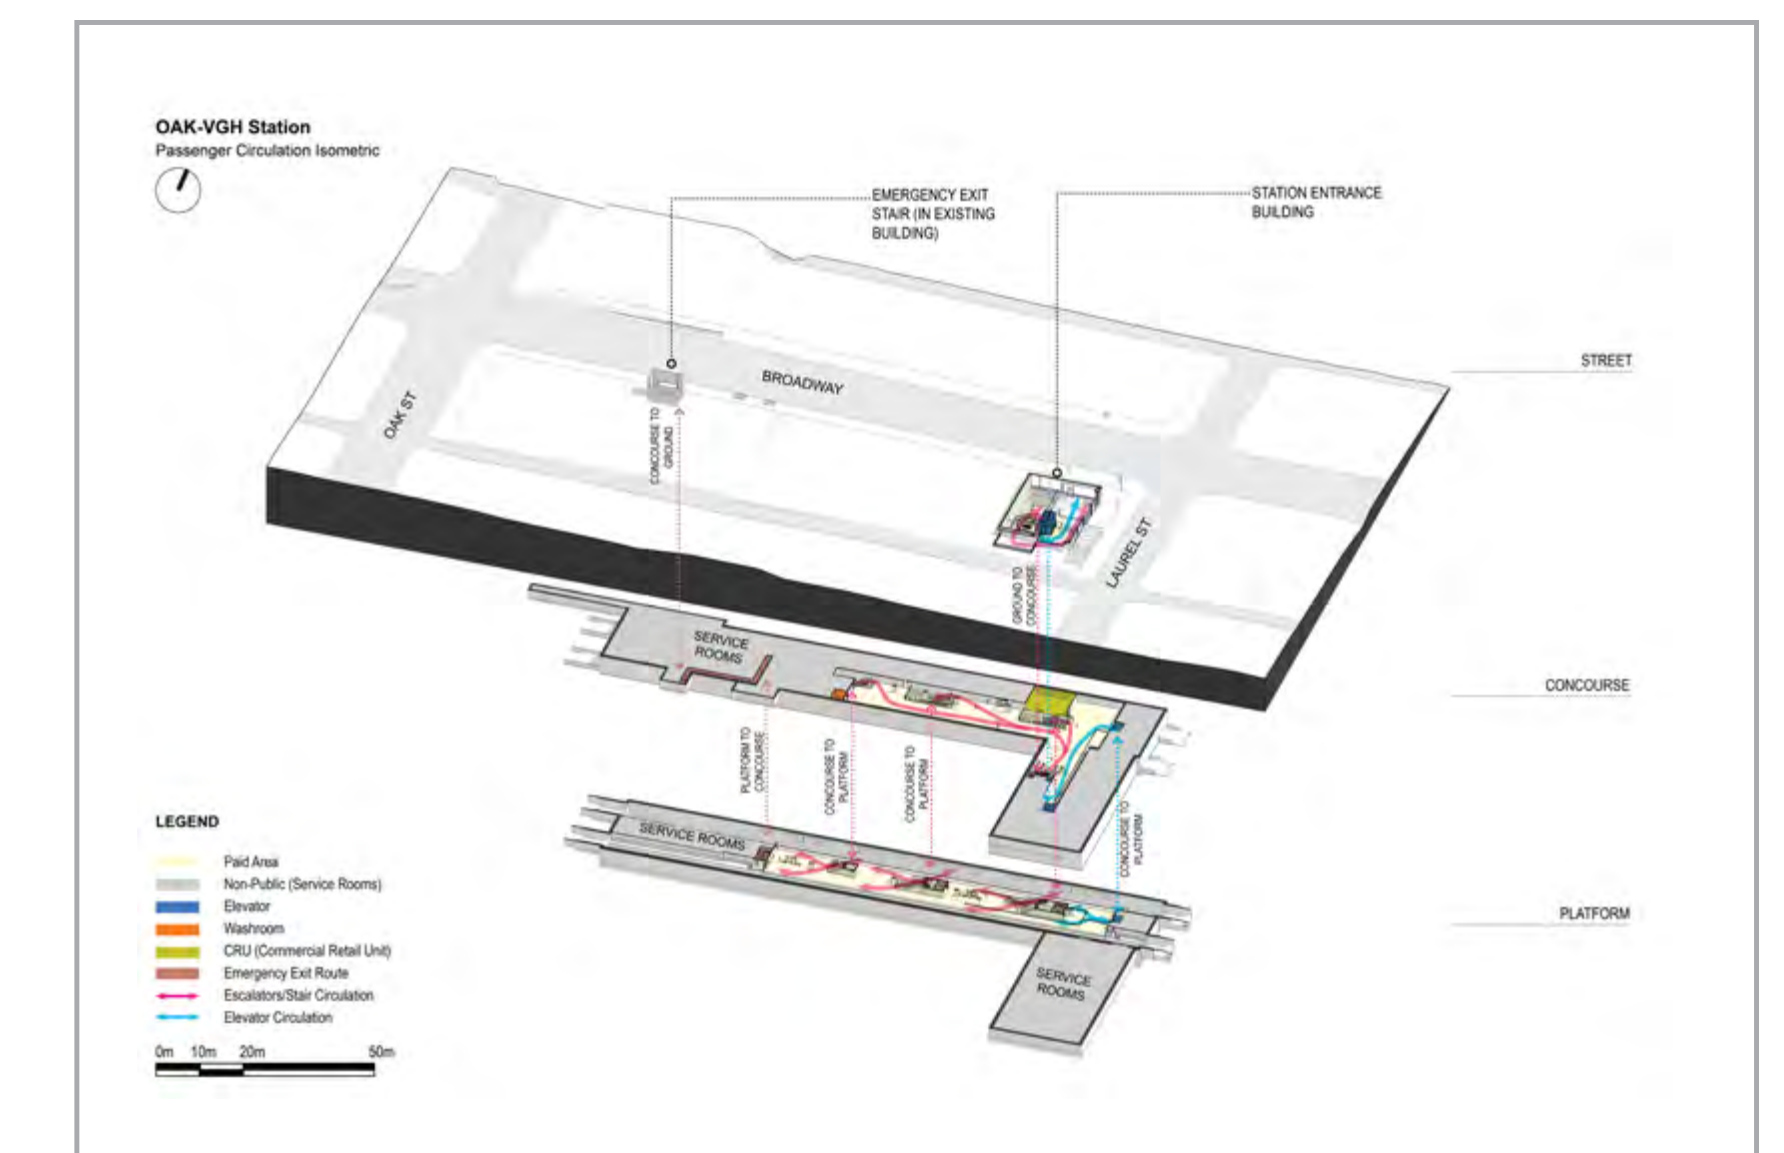 OAK-VGH Station
Passenger Circulation Isometric
EMERGENCY EXIT
STAIR (IN EXISTING
BUILDING)
STATION ENTRANCE
BUILDING
STREET
BROADWAY
OAK ST
LAUREL ST
CONCOURSE TO
GROUND
GROUND TO
CONCOURSE
SERVICE
ROOMS
CONCOURSE
PLATFORM TO
CONCOURSE
CONCOURSE TO
PLATFORM
CONCOURSE TO
PLATFORM
CONCOURSE TO
PLATFORM
SERVICE ROOMS
PLATFORM
SERVICE
ROOMS
LEGEND
Paid Area
Non-Public (Service Rooms)
Elevator
Washroom
CRU (Commercial Retail Unit)
Emergency Exit Route
Escalators/Stair Circulation
Elevator Circulation
0m 10m 20m 50m